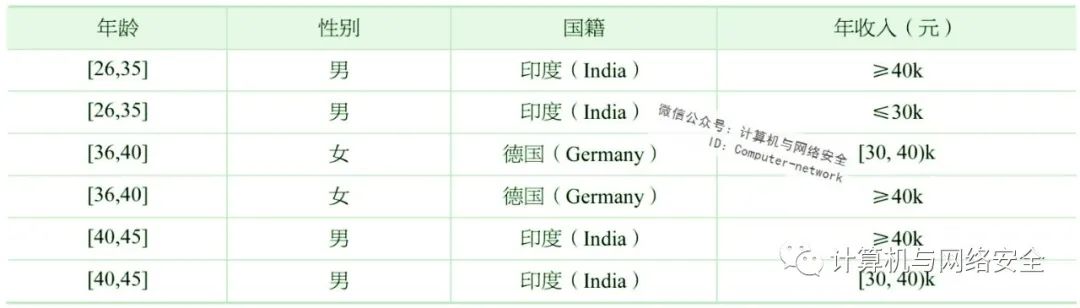 年龄 性别 国籍 年收入（元）
[26,35] 男 印度（India） ≥40k
[26,35] 男 印度（India） ≤30k
微信公众号：计算机与网络安全
ID: Computer-network
[36,40] 女 德国（Germany） [30, 40)k
[36,40] 女 德国（Germany） ≥40k
[40,45] 男 印度（India） ≥40k
[40,45] 男 印度（India） [30, 40)k
计算机与网络安全